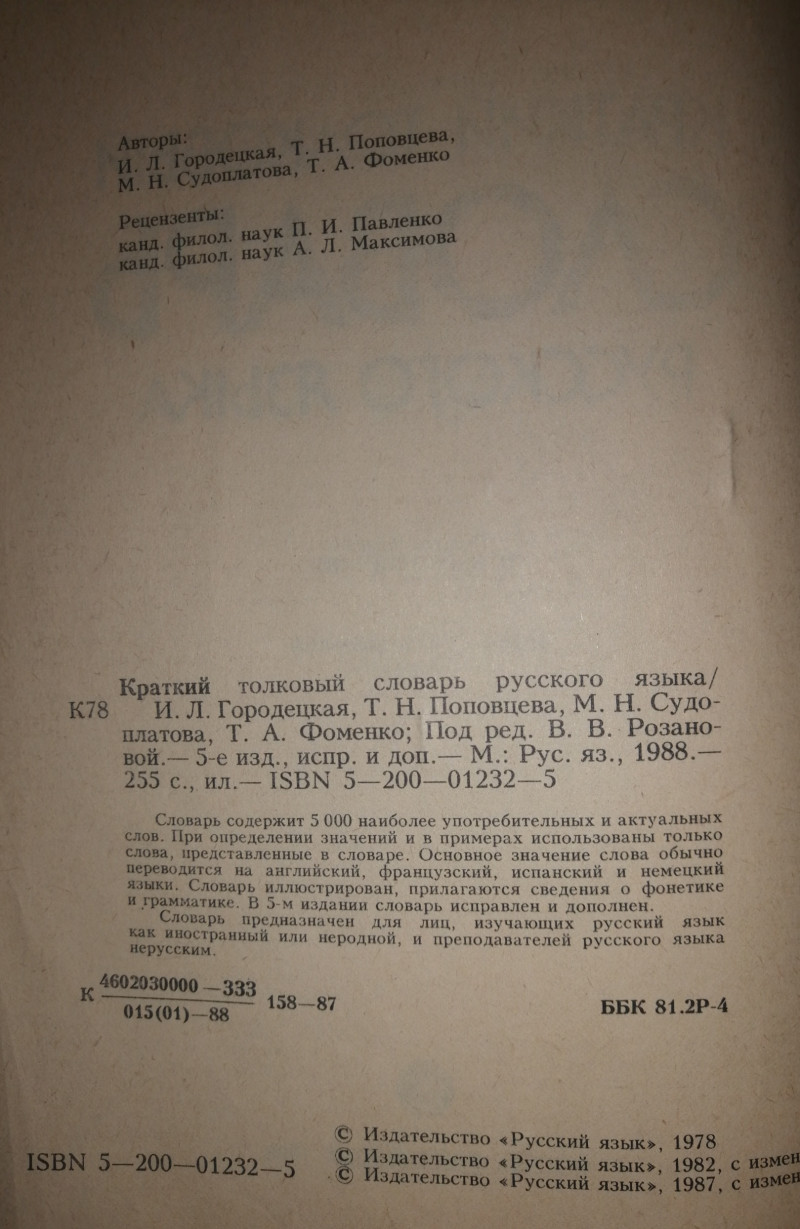 Авторы:
И. Л. Городецкая, Т. Н. Поповцева,
М. Н. Судоплатова, Т. А. Фоменко
Рецензенты:
канд. филол. наук П. И. Павленко
канд. филол. наук А. Л. Максимова
Краткий толковый словарь русского языка/
К78 И. Л. Городецкая, Т. Н. Поповцева, М. Н. Судо-
платова, Т. А. Фоменко; Под ред. В. В. Розано-
вой.— 5-е изд., испр. и доп.— М.: Рус. яз., 1988.—
255 с., ил.— ISBN 5—200—01232—5
Словарь содержит 5 000 наиболее употребительных и актуальных
слов. При определении значений и в примерах использованы только
слова, представленные в словаре. Основное значение слова обычно
переводится на английский, французский, испанский и немецкий
языки. Словарь иллюстрирован, прилагаются сведения о фонетике
и грамматике. В 5-м издании словарь исправлен и дополнен.
Словарь предназначен для лиц, изучающих русский язык
как иностранный или неродной, и преподавателей русского языка
нерусским.
К 4602030000—333
015(01)—88 158—87
ББК 81.2Р-4
© Издательство «Русский язык», 1978
© Издательство «Русский язык», 1982, с измен
© Издательство «Русский язык», 1987, с измен
ISBN 5—200—01232—5